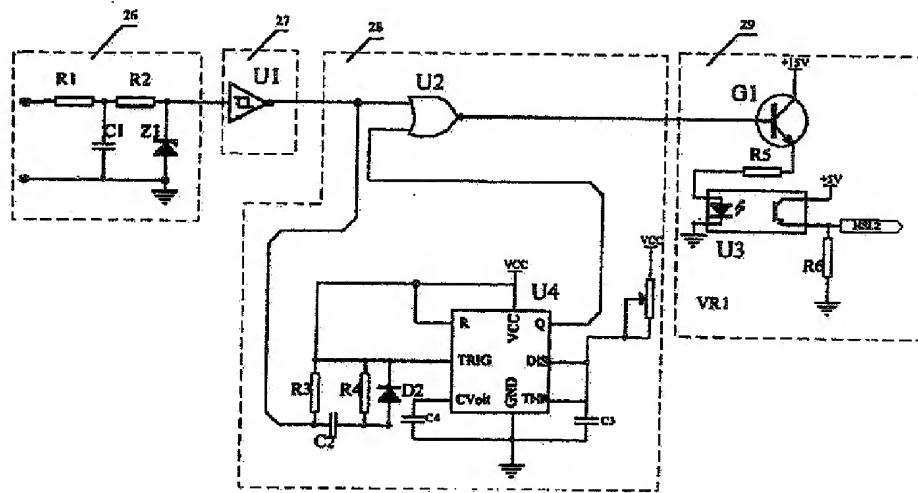 26
27
28
29
R1
R2
C1
Z1
U1
U2
G1
+15V
R5
+5V
U3
R6
VR1
VCC
VCC
U4
R
VCC
Q
TRIG
DIS
R3
R4
D2
CVolt
GND
THR
C2
C4
C3